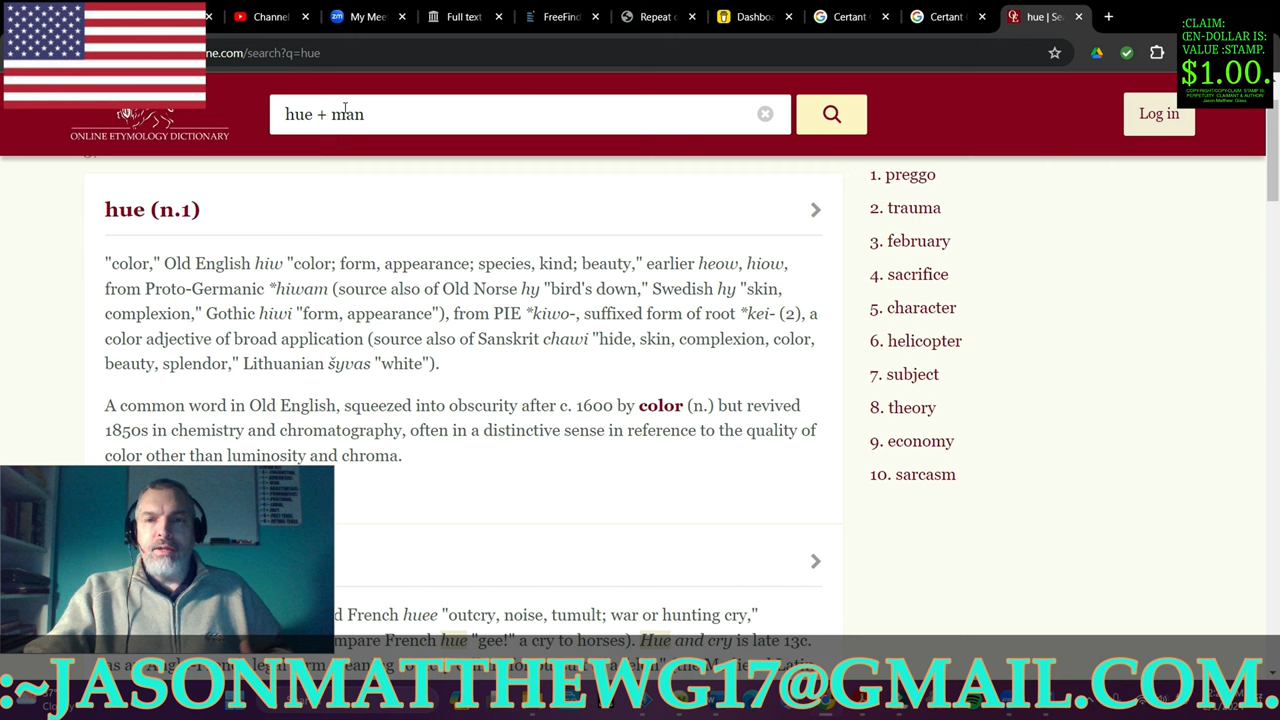 Channel
My Mee
Full text
FreeFind
Repeat c
Dashboa
Certant
Certant
hue | Se
ne.com/search?q=hue
:CLAIM:
ŒN-DOLLAR IS:
VALUE :STAMP.
$1.00.
.COPY-RIGHT/COPY-CLAIM: STAMP IS:
PERPETUITY CLAIMANT & AUTHOR:
Jason Matthew: Glass.
ONLINE ETYMOLOGY DICTIONARY
hue + man
Log in
hue (n.1)
"color," Old English hiw "color; form, appearance; species, kind; beauty," earlier heow, hiow,
from Proto-Germanic *hiwam (source also of Old Norse hy "bird's down," Swedish hy "skin,
complexion," Gothic hiwi "form, appearance"), from PIE *kiwo-, suffixed form of root *kei- (2), a
color adjective of broad application (source also of Sanskrit chawi "hide, skin, complexion, color,
beauty, splendor," Lithuanian šyvas "white").
A common word in Old English, squeezed into obscurity after c. 1600 by color (n.) but revived
1850s in chemistry and chromatography, often in a distinctive sense in reference to the quality of
color other than luminosity and chroma.
d French huee "outcry, noise, tumult; war or hunting cry,"
mpare French hue "gee!" a cry to horses). Hue and cry is late 13c.
1. preggo
2. trauma
3. february
4. sacrifice
5. character
6. helicopter
7. subject
8. theory
9. economy
10. sarcasm
:~JASONMATTHEWG17@GMAIL.COM.